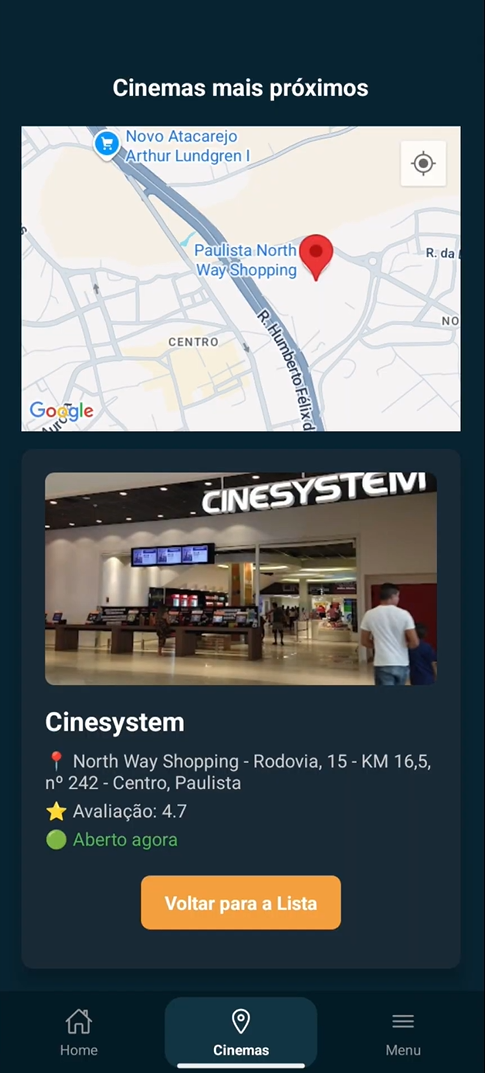 Cinemas mais próximos
Novo Atacarejo
Arthur Lundgren I
Paulista North
Way Shopping
R. da
CENTRO
NO
R. Humberto Félix d
Google
CINESYSTEM
Cinesystem
📍 North Way Shopping - Rodovia, 15 - KM 16,5,
nº 242 - Centro, Paulista
⭐ Avaliação: 4.7
🟢 Aberto agora
Voltar para a Lista
Home
Cinemas
Menu